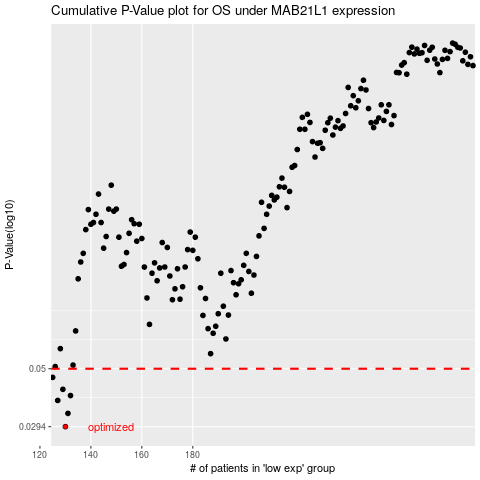 Cumulative P-Value plot for OS under MAB21L1 expression
P-Value(log10)
0.05
0.0294
optimized
120 140 160 180
# of patients in 'low exp' group